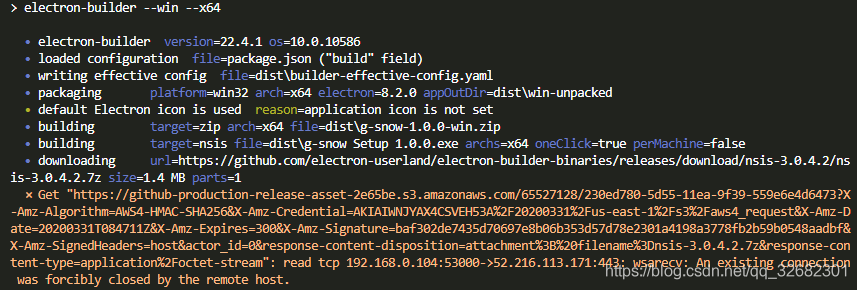 > electron-builder --win --x64
• electron-builder  version=22.4.1 os=10.0.10586
• loaded configuration  file=package.json ("build" field)
• writing effective config  file=dist\builder-effective-config.yaml
• packaging       platform=win32 arch=x64 electron=8.2.0 appOutDir=dist\win-unpacked
• default Electron icon is used  reason=application icon is not set
• building        target=zip arch=x64 file=dist\g-snow-1.0.0-win.zip
• building        target=nsis file=dist\g-snow Setup 1.0.0.exe archs=x64 oneClick=true perMachine=false
• downloading     url=https://github.com/electron-userland/electron-builder-binaries/releases/download/nsis-3.0.4.2/ns
is-3.0.4.2.7z size=1.4 MB parts=1
⨯ Get "https://github-production-release-asset-2e65be.s3.amazonaws.com/65527128/230ed780-5d55-11ea-9f39-559e6e4d6473?X
-Amz-Algorithm=AWS4-HMAC-SHA256&X-Amz-Credential=AKIAIWNJYAX4CSVEH53A%2F20200331%2Fus-east-1%2Fs3%2Faws4_request&X-Amz-D
ate=20200331T084711Z&X-Amz-Expires=300&X-Amz-Signature=baf302de7435d70697e8b06b353d57d78e2301a4198a3778fb2b59b0548aadbf&
X-Amz-SignedHeaders=host&actor_id=0&response-content-disposition=attachment%3B%20filename%3Dnsis-3.0.4.2.7z&response-con
tent-type=application%2Foctet-stream": read tcp 192.168.0.104:53000->52.216.113.171:443: wsarecv: An existing connection
was forcibly closed by the remote host.
https://blog.csdn.net/qq_32682301